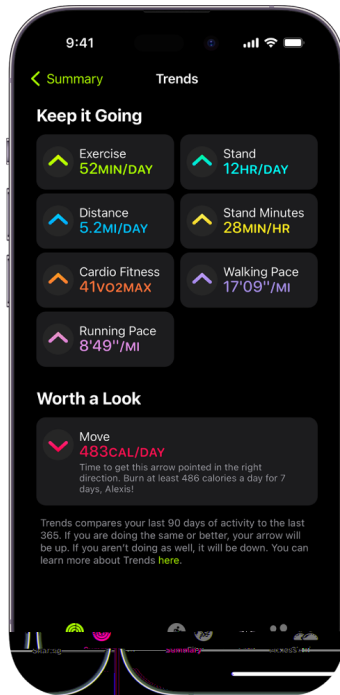 9:41
Summary
Trends
Keep it Going
Exercise
52MIN/DAY
Stand
12HR/DAY
Distance
5.2MI/DAY
Stand Minutes
28MIN/HR
Cardio Fitness
41VO2MAX
Walking Pace
17'09''/MI
Running Pace
8'49''/MI
Worth a Look
Move
483CAL/DAY
Time to get this arrow pointed in the right
direction. Burn at least 486 calories a day for 7
days, Alexis!
Trends compares your last 90 days of activity to the last
365. If you are doing the same or better, your arrow will
be up. If you aren't doing as well, it will be down. You can
learn more about Trends here.